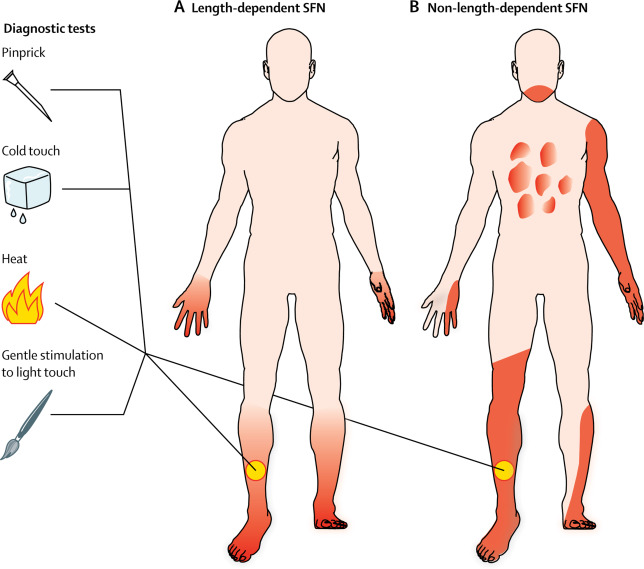 A Length-dependent SFN
B Non-length-dependent SFN
Diagnostic tests
Pinprick
Cold touch
Heat
Gentle stimulation
to light touch